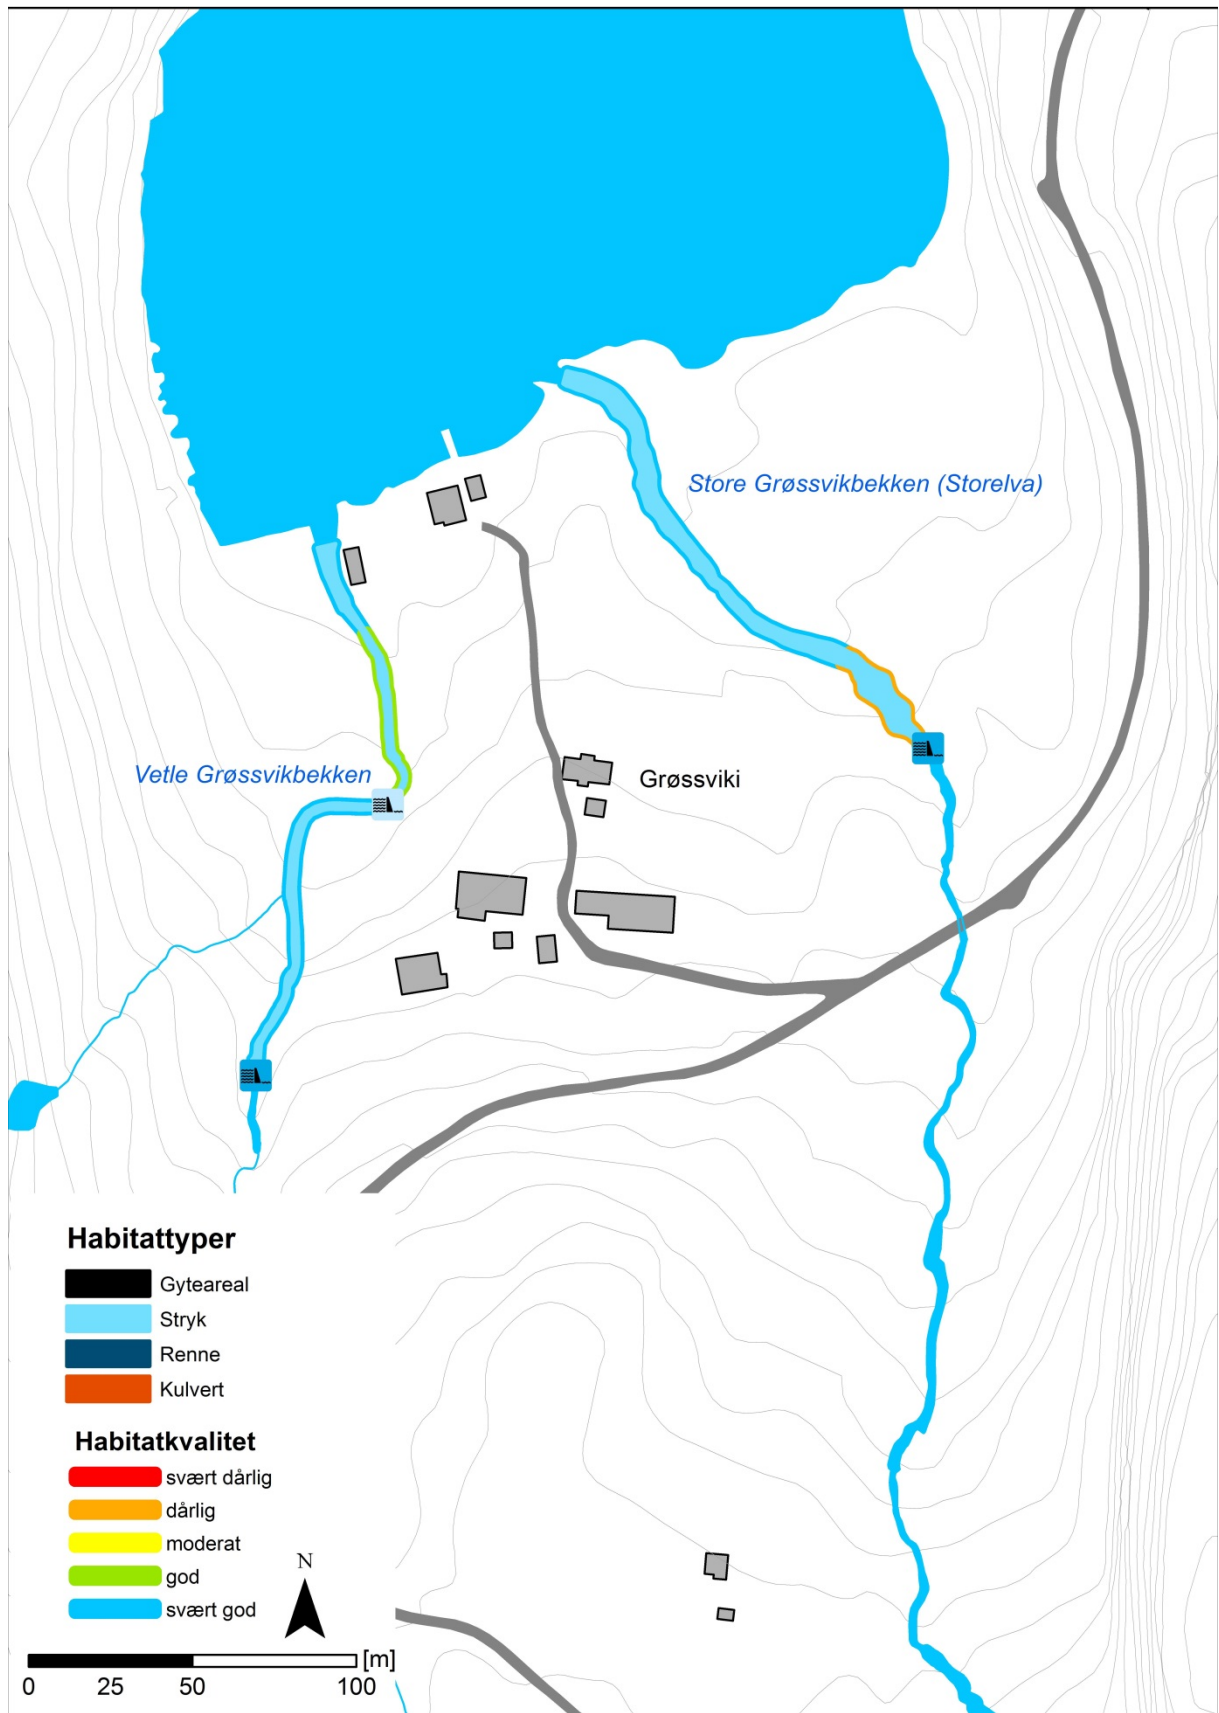 Store Grøssvikbekken (Storelva)
Vetle Grøssvikbekken
Grøssviki
Habitattyper
Gyteareal
Stryk
Renne
Kulvert
Habitatkvalitet
svært dårlig
dårlig
moderat
god
svært god
N
[m]
0 25 50 100